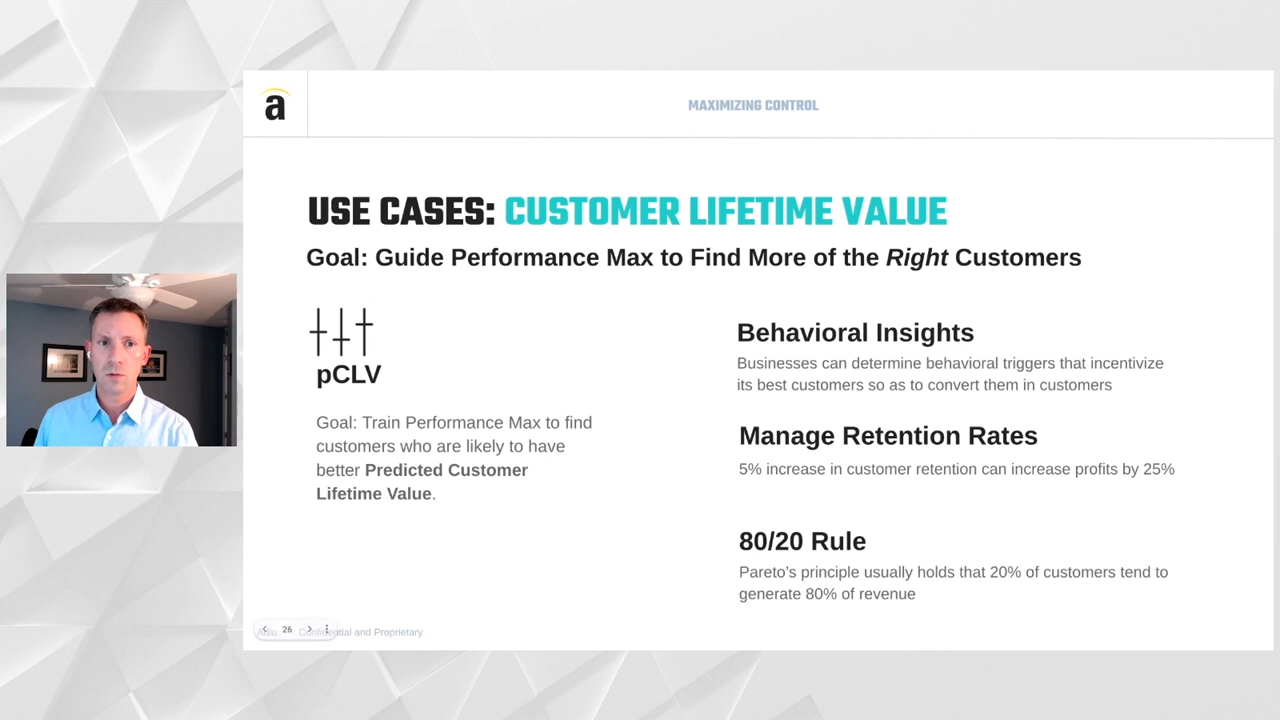 a
MAXIMIZING CONTROL
USE CASES: CUSTOMER LIFETIME VALUE
Goal: Guide Performance Max to Find More of the Right Customers
pCLV
Goal: Train Performance Max to find
customers who are likely to have
better Predicted Customer
Lifetime Value.
Behavioral Insights
Businesses can determine behavioral triggers that incentivize
its best customers so as to convert them in customers
Manage Retention Rates
5% increase in customer retention can increase profits by 25%
80/20 Rule
Pareto's principle usually holds that 20% of customers tend to
generate 80% of revenue
26
Confidential and Proprietary